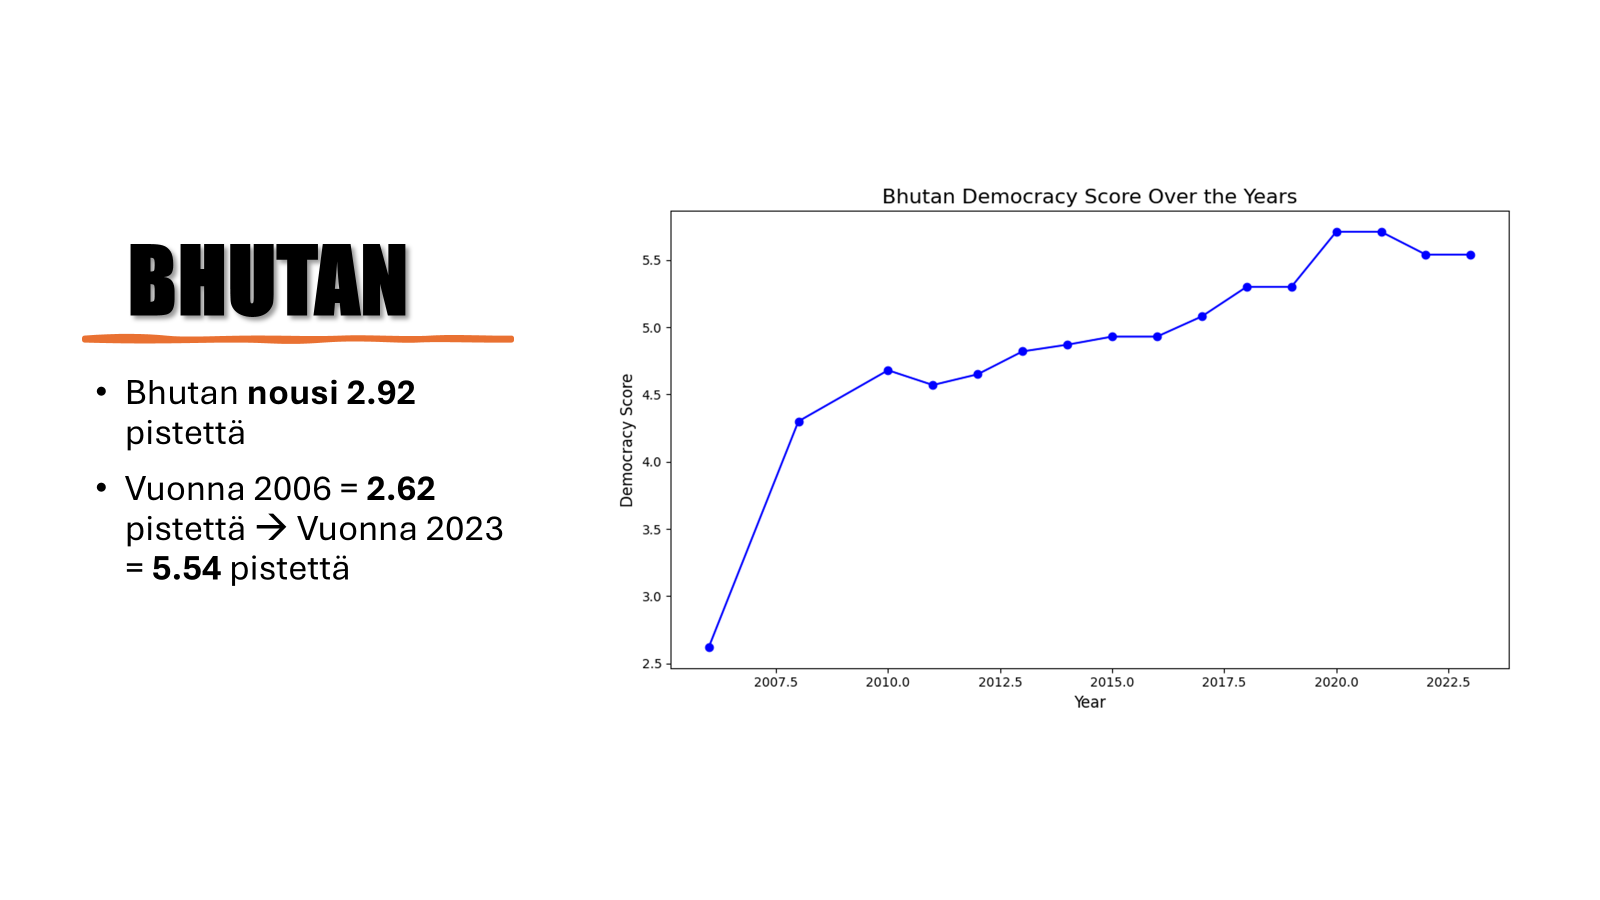 BHUTAN
• Bhutan nousi 2.92
pistettä
• Vuonna 2006 = 2.62
pistettä → Vuonna 2023
= 5.54 pistettä
Bhutan Democracy Score Over the Years
Democracy Score
5.5
5.0
4.5
4.0
3.5
3.0
2.5
2007.5 2010.0 2012.5 2015.0 2017.5 2020.0 2022.5
Year